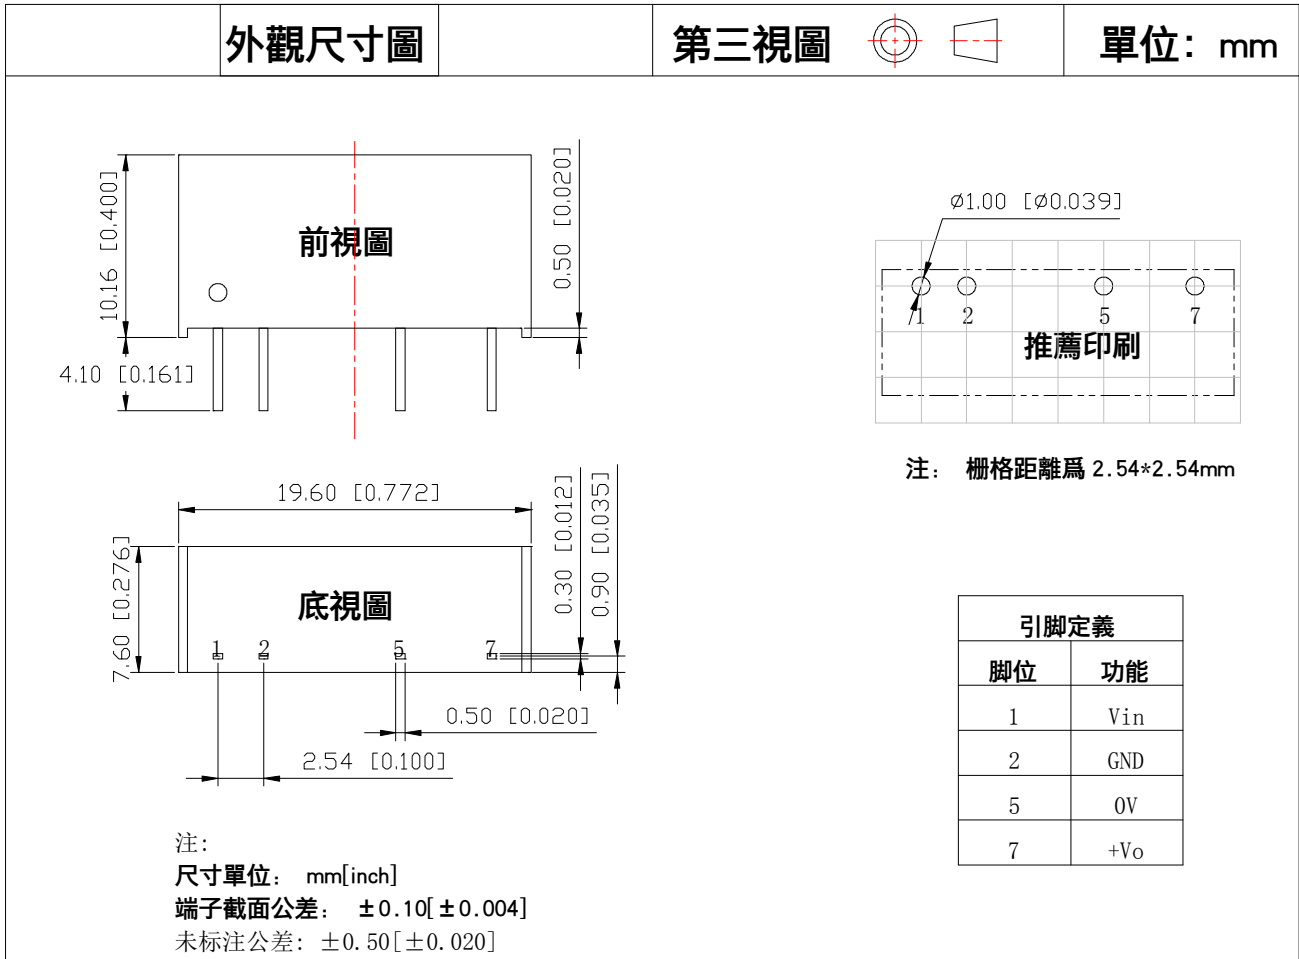 外觀尺寸圖
第三視圖
單位: mm
10.16 [0.400]
前視圖
0.50 [0.020]
4.10 [0.161]
Ø1.00 [Ø0.039]
1 2 5 7
推薦印刷
注: 栅格距離爲 2.54*2.54mm
19.60 [0.772]
7.60 [0.276]
底視圖
0.30 [0.012]
0.90 [0.035]
1 2 5 7
0.50 [0.020]
2.54 [0.100]
引脚定義
脚位 功能
1 Vin
2 GND
5 0V
7 +Vo
注:
尺寸單位: mm[inch]
端子截面公差: ±0.10[±0.004]
未标注公差: ±0.50[±0.020]